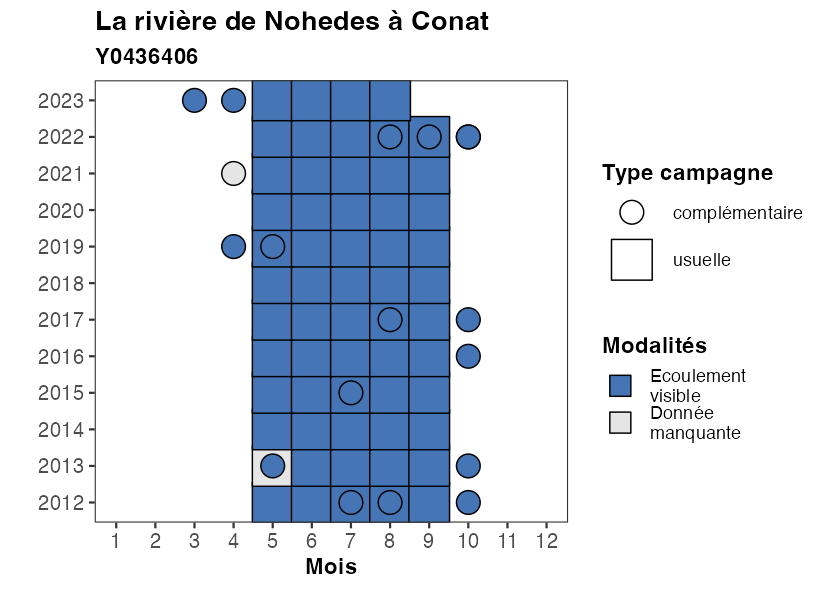 La rivière de Nohedes à Conat
Y0436406
2023
2022
2021
2020
2019
2018
2017
2016
2015
2014
2013
2012
1 2 3 4 5 6 7 8 9 10 11 12
Mois
Type campagne
complémentaire
usuelle
Modalités
Ecoulement
visible
Donnée
manquante